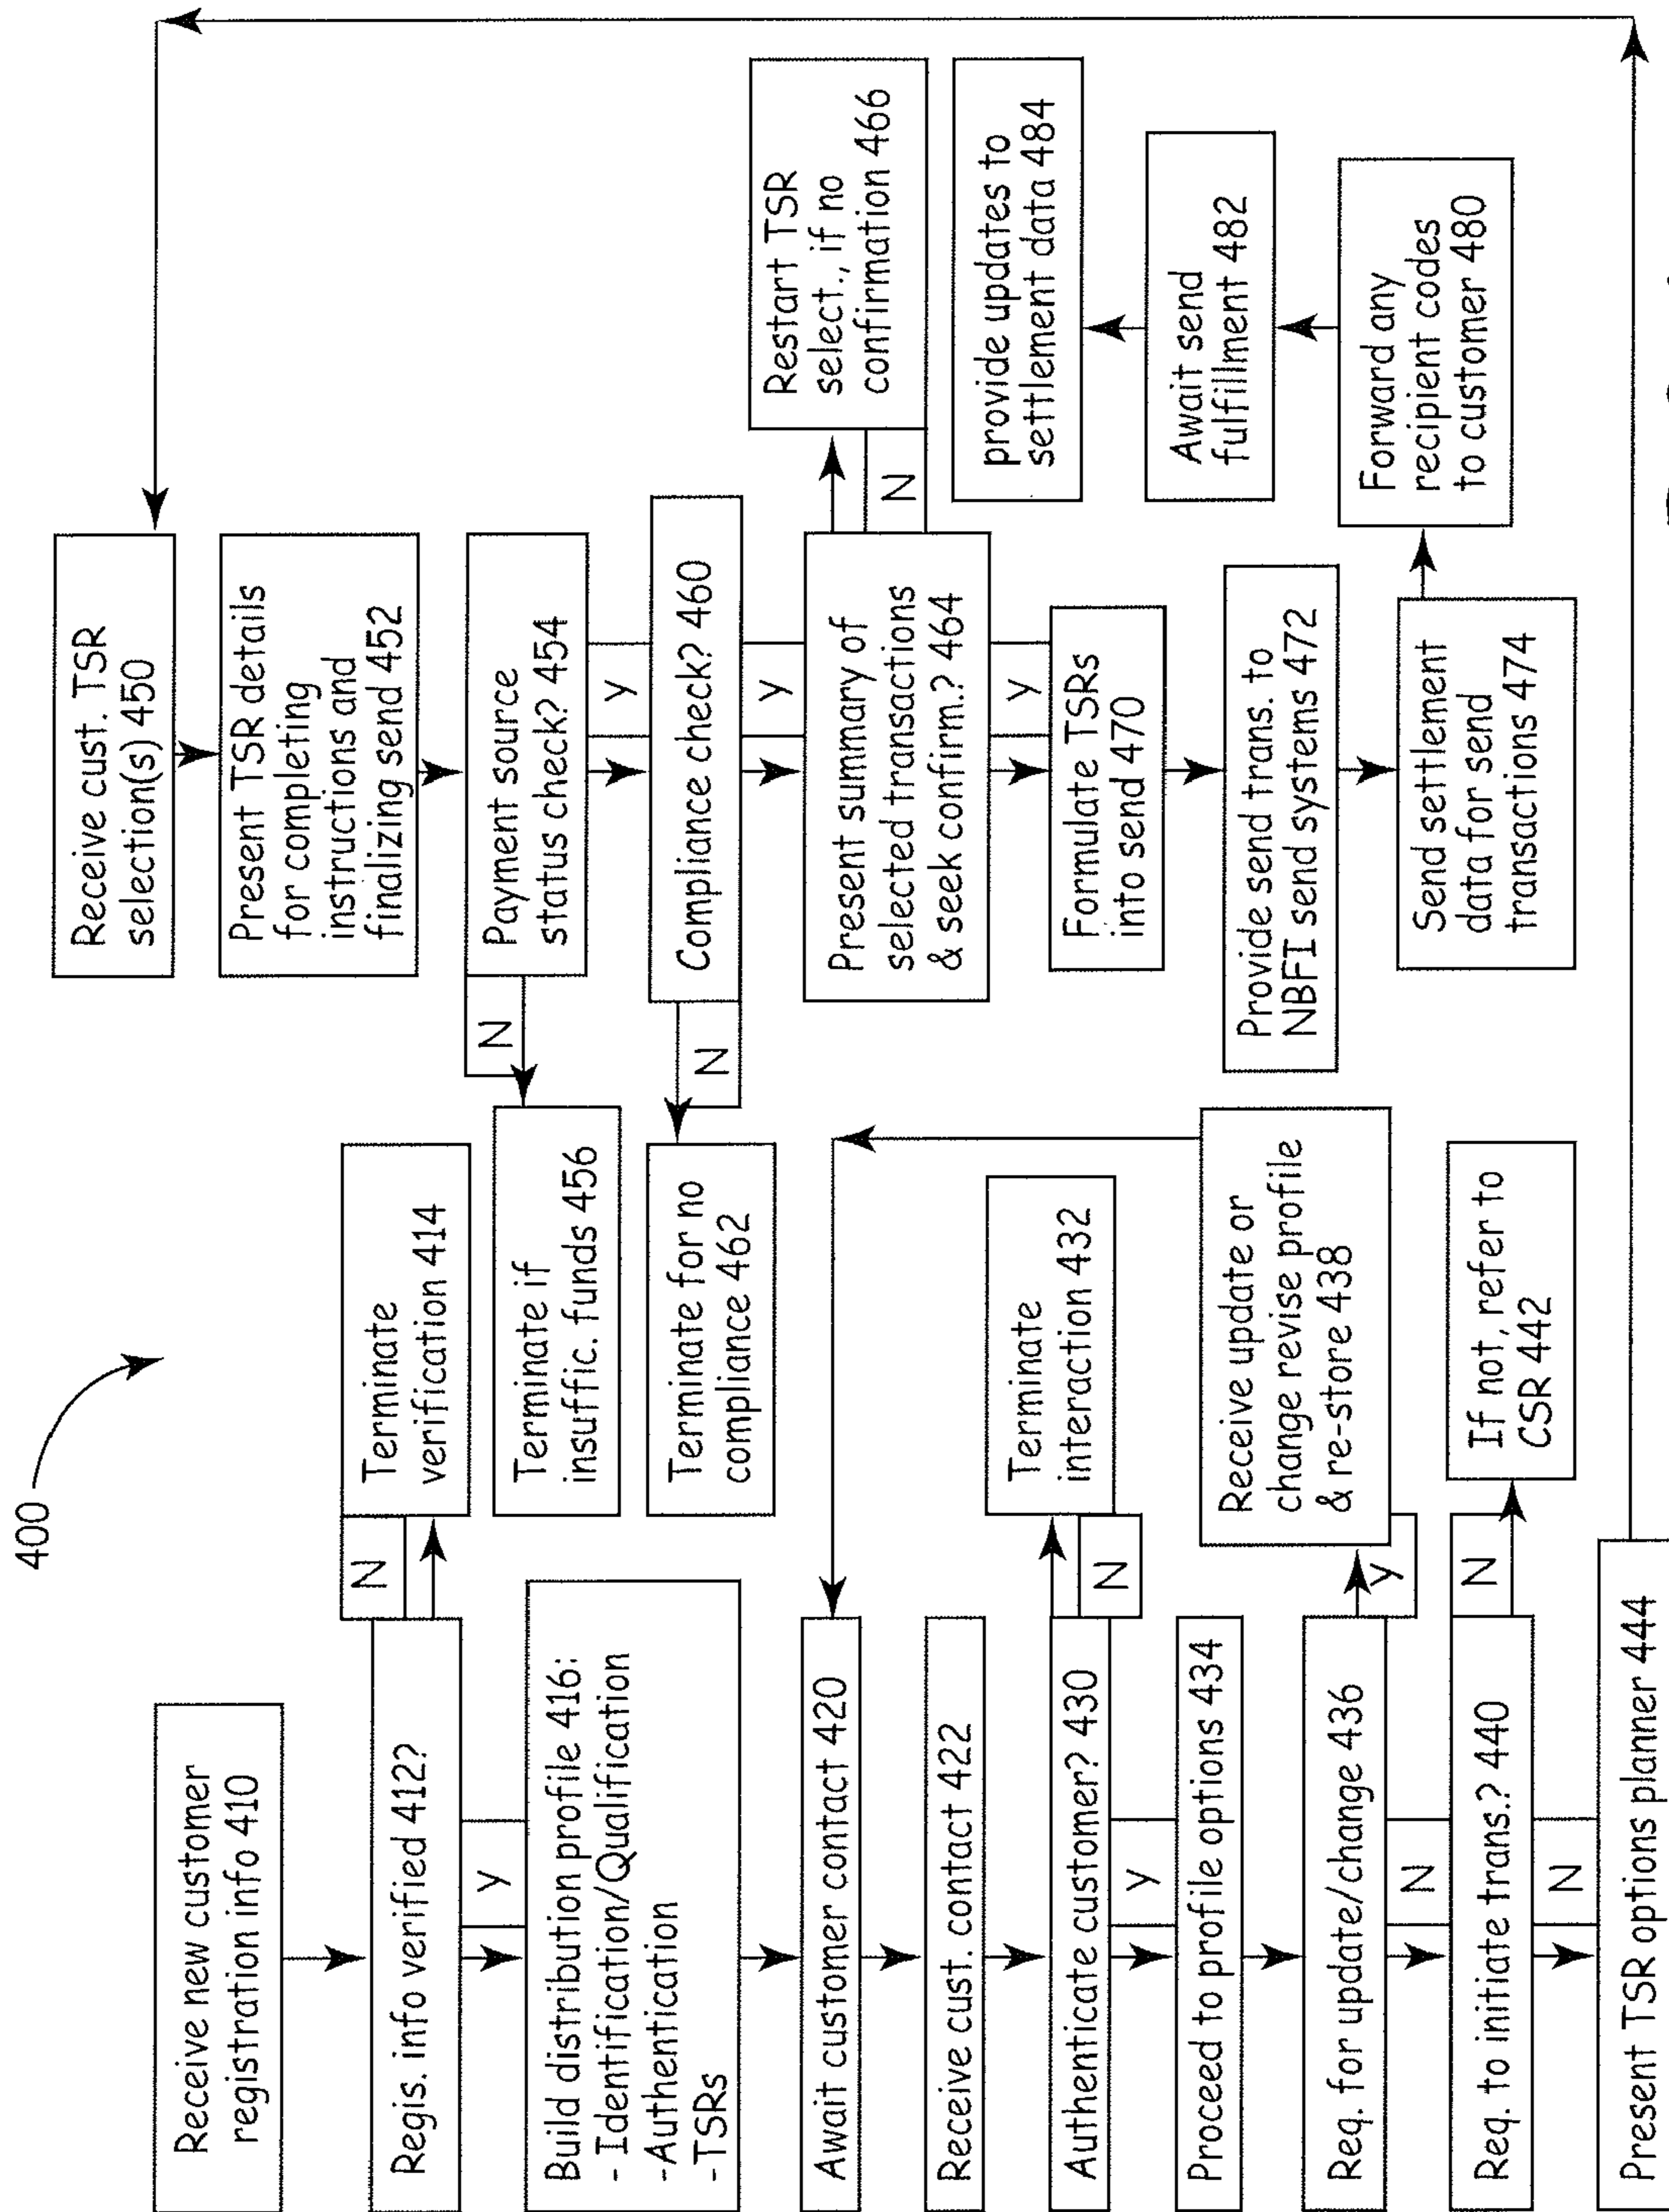 400
Receive new customer
registration info 410
Regis. info verified 412?
N
Terminate
verification 414
y
Build distribution profile 416:
- Identification/Qualification
-Authentication
-TSRs
Await customer contact 420
Receive cust. contact 422
Authenticate customer? 430
N
Terminate
interaction 432
y
Proceed to profile options 434
Req. for update/change 436
y
Receive update or
change revise profile
& re-store 438
N
Req. to initiate trans.? 440
N
If not, refer to
CSR 442
N
Present TSR options planner 444
Receive cust. TSR
selection(s) 450
Present TSR details
for completing
instructions and
finalizing send 452
Payment source
status check? 454
N
Terminate if
insuffic. funds 456
y
Compliance check? 460
N
Terminate for no
compliance 462
y
Present summary of
selected transactions
& seek confirm.? 464
N
Restart TSR
select., if no
confirmation 466
y
Formulate TSRs
into send 470
Provide send trans. to
NBFI send systems 472
Send settlement
data for send
transactions 474
Forward any
recipient codes
to customer 480
Await send
fulfillment 482
provide updates to
settlement data 484